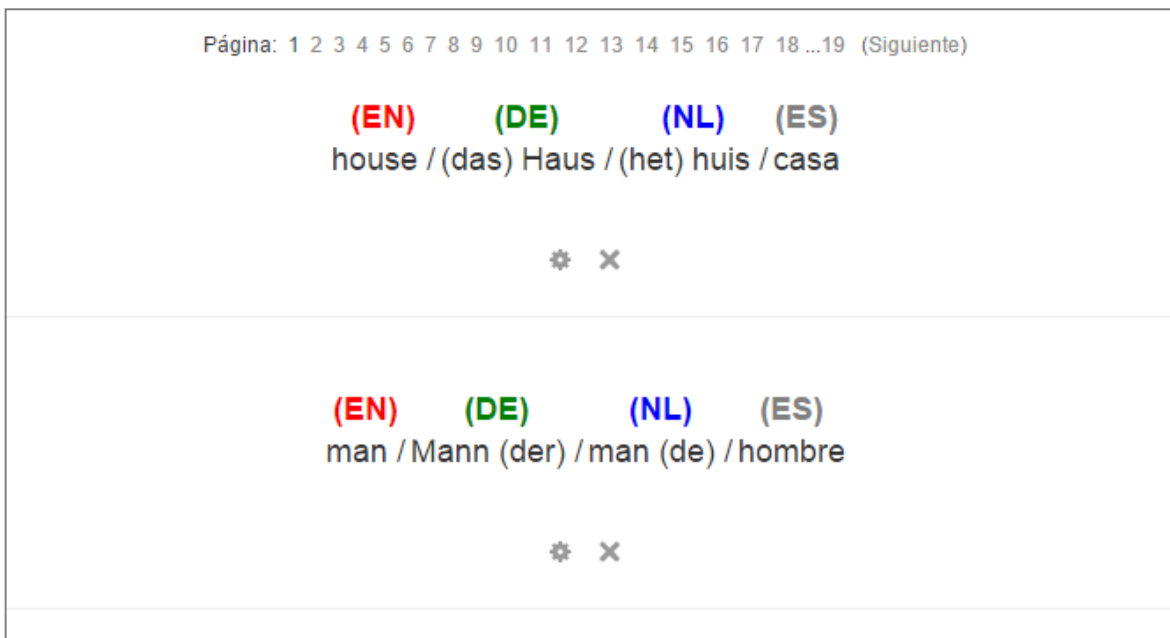 Página: 1 2 3 4 5 6 7 8 9 10 11 12 13 14 15 16 17 18 ...19 (Siguiente)
(EN) (DE) (NL) (ES)
house / (das) Haus / (het) huis / casa
(EN) (DE) (NL) (ES)
man / Mann (der) / man (de) / hombre